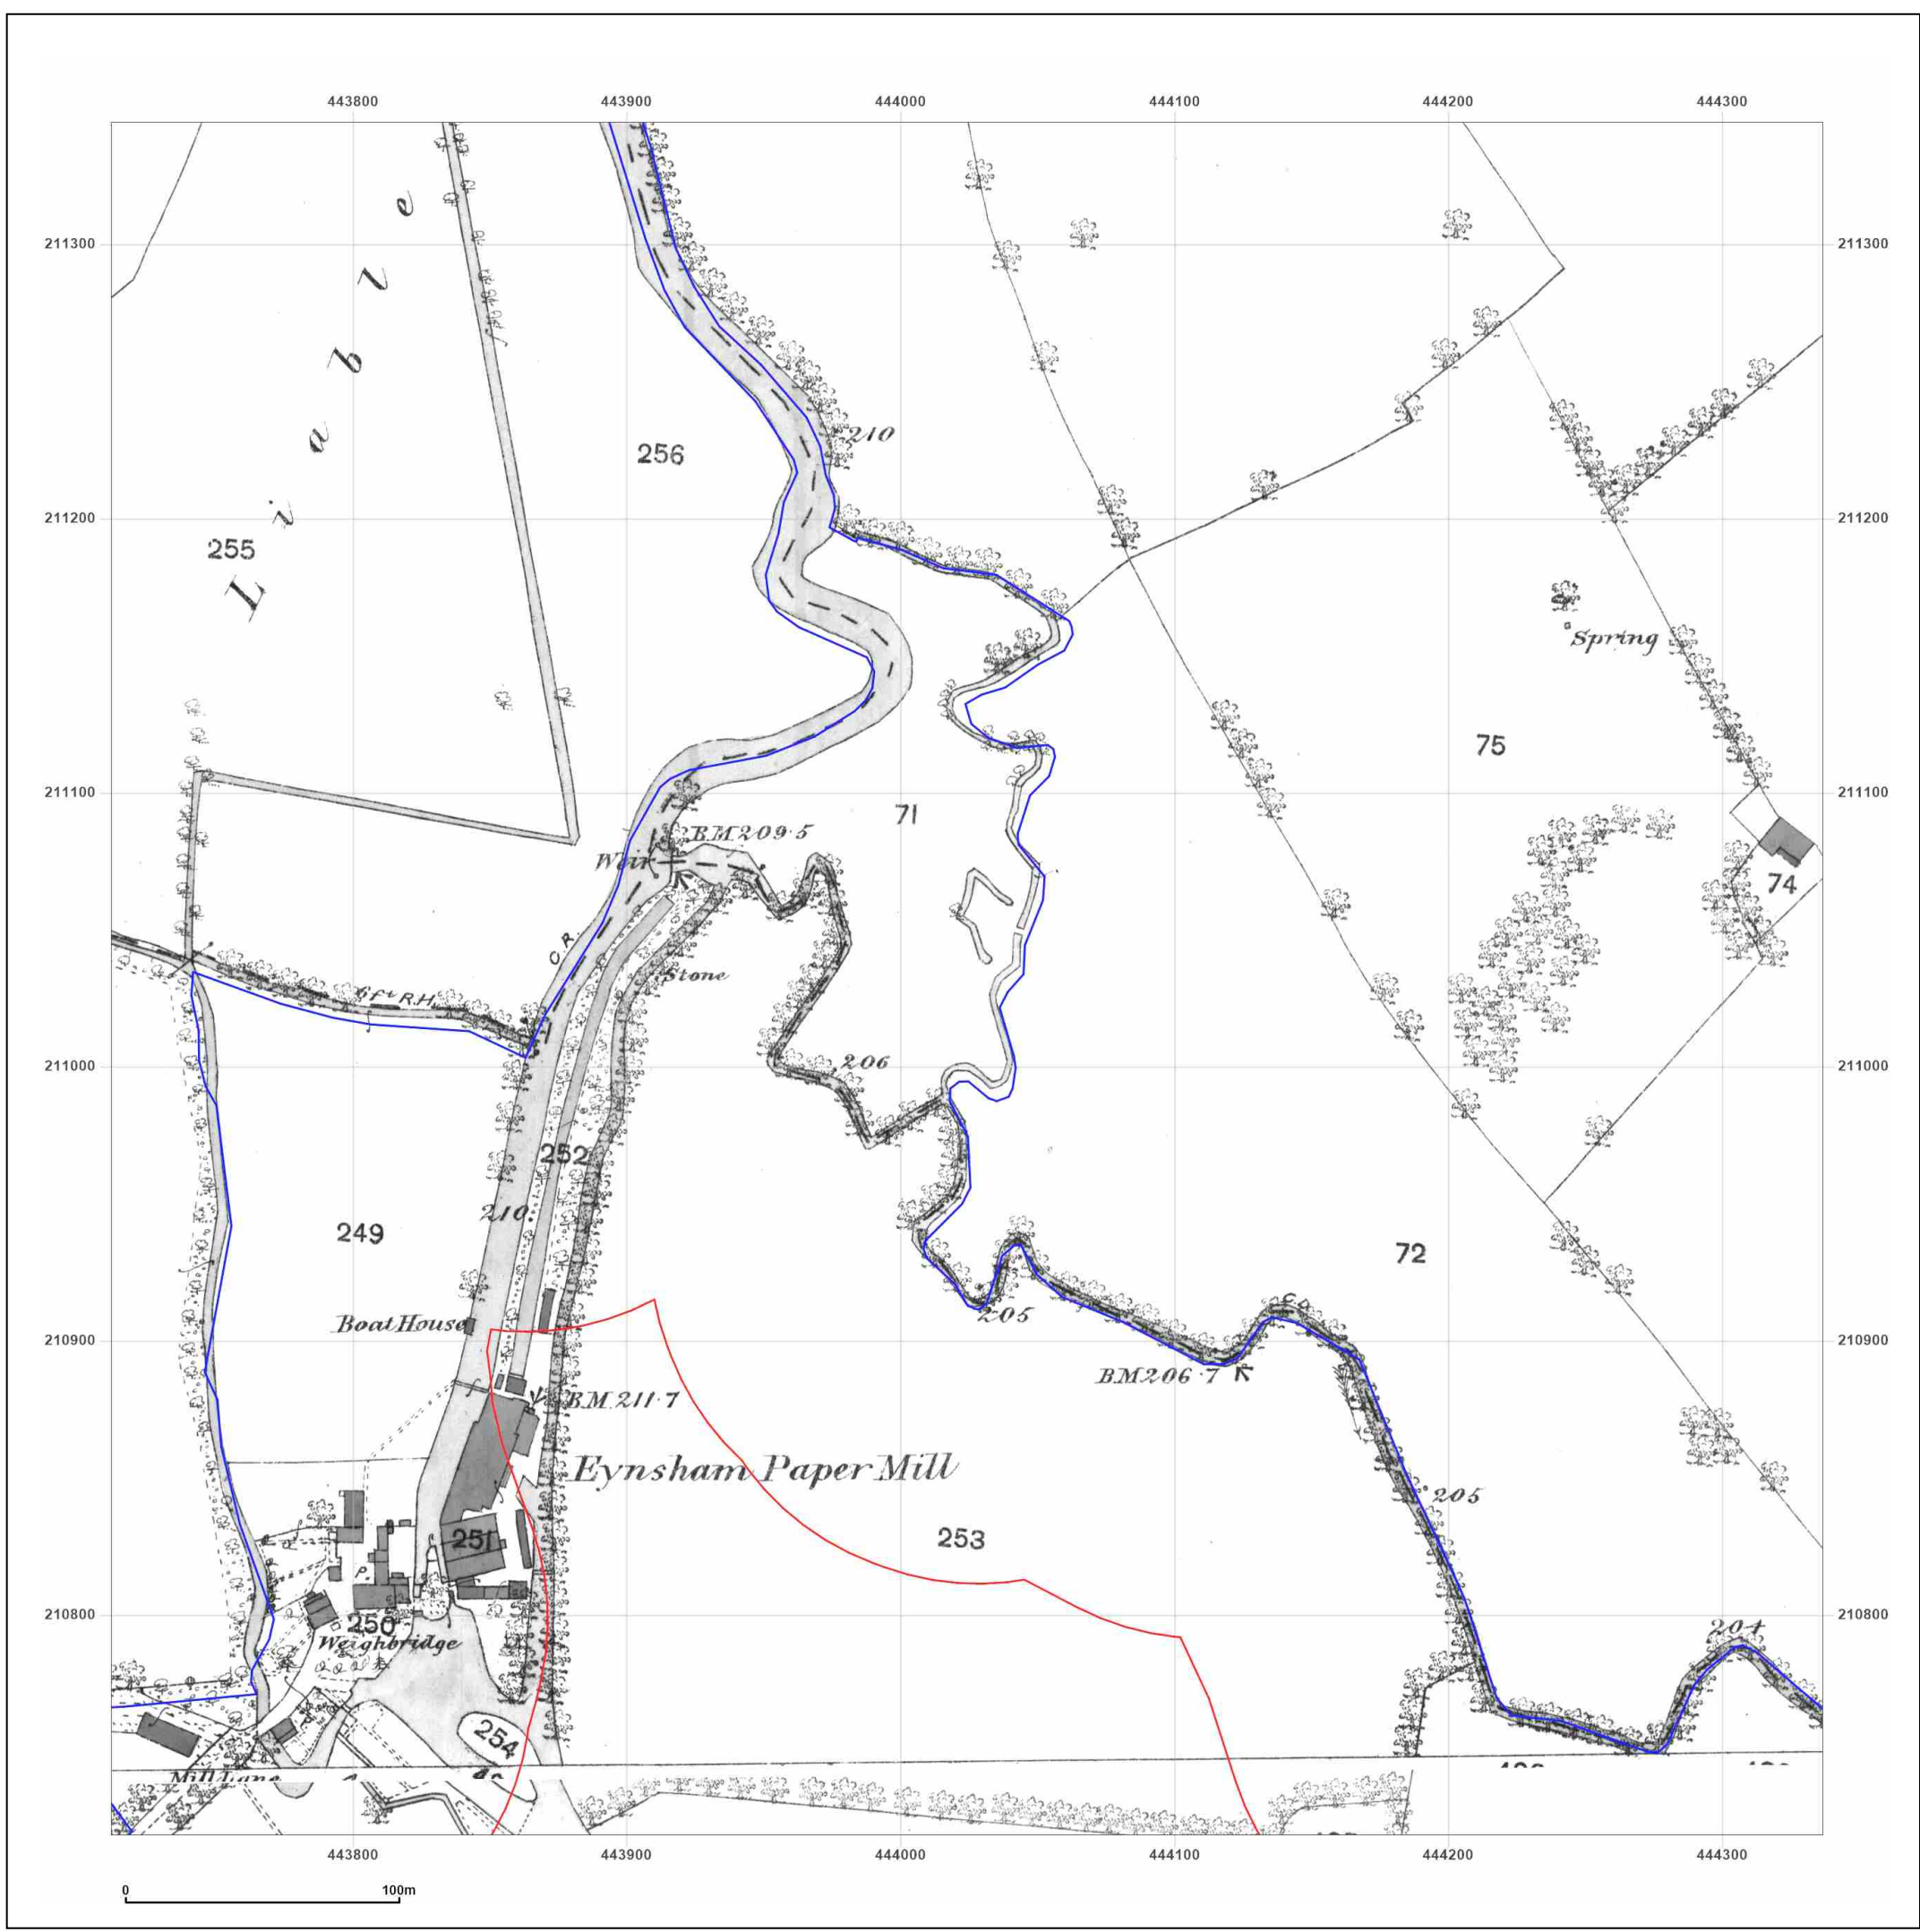 443800 443900 444000 444100 444200 444300
211300 211300
Liable
256
210
211200 211200
255
Spring
75
211100 211100
71
BM 209·5
Weir
74
C. R.
Stone
6ft R.H.
206
211000 211000
252
210
249
72
C.D.
205
Boat House
210900 210900
BM 206·7
B.M. 211·7
Eynsham Paper Mill
205
251
253
P.
210800 210800
250
204
Weighbridge
254
Mill Lane
443800 443900 444000 444100 444200 444300
0 100m